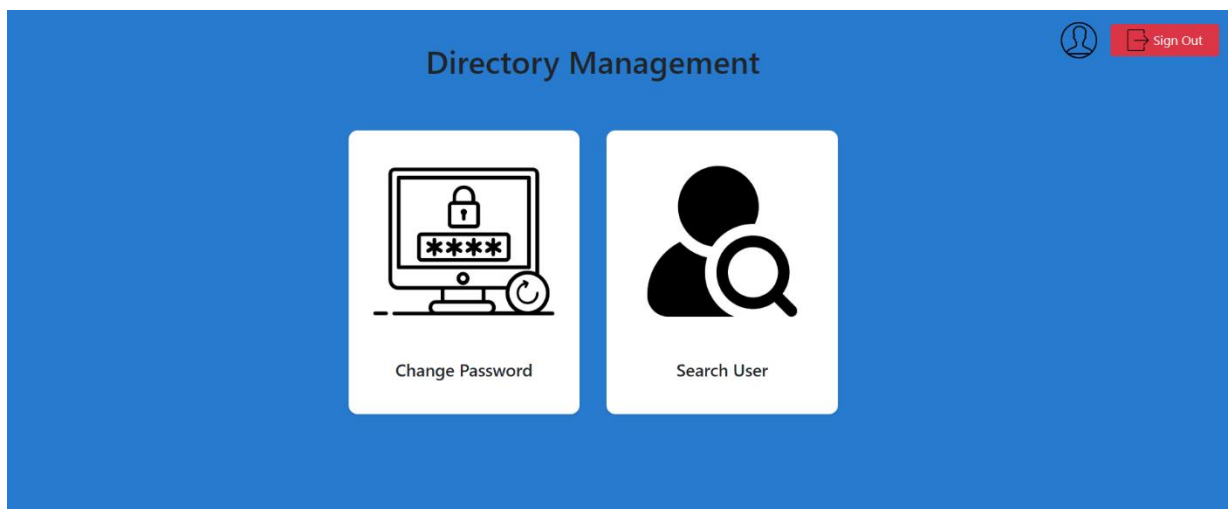 Directory Management
Sign Out
****
Change Password
Search User